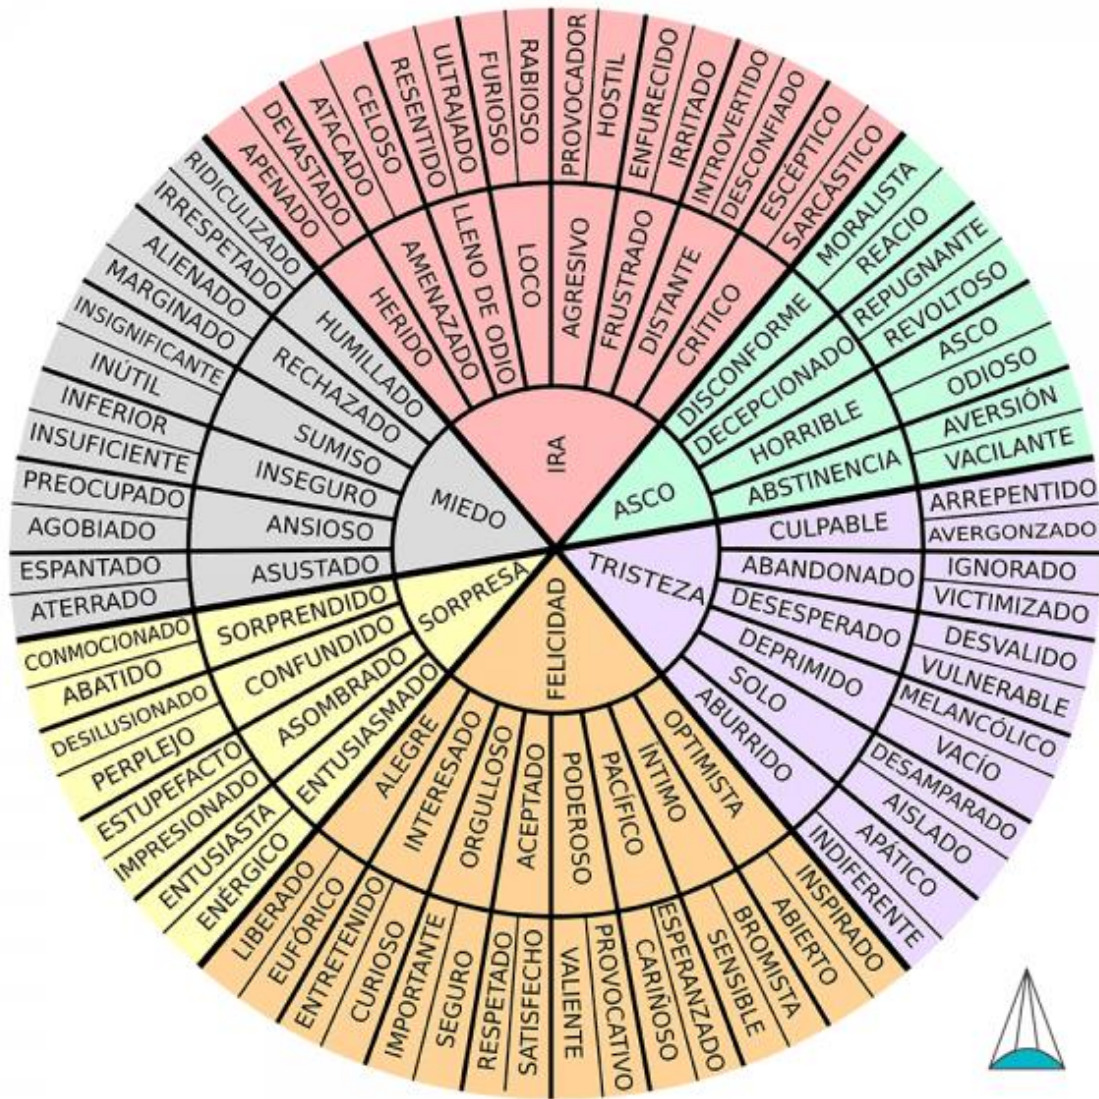 IRA
HERIDO
APENADO
DEVASTADO
AMENAZADO
ATACADO
CELOSO
LLENO DE ODIO
RESENTIDO
ULTRAJADO
LOCO
FURIOSO
RABIOSO
AGRESIVO
PROVOCADOR
HOSTIL
FRUSTRADO
ENFURECIDO
IRRITADO
DISTANTE
INTROVERTIDO
DESCONFIADO
CRÍTICO
ESCÉPTICO
SARCÁSTICO
ASCO
DISCONFORME
MORALISTA
REACIO
DECEPCIONADO
REPUGNANTE
REVOLTOSO
HORRIBLE
ASCO
ODIOSO
ABSTINENCIA
AVERSIÓN
VACILANTE
TRISTEZA
CULPABLE
ARREPENTIDO
AVERGONZADO
ABANDONADO
IGNORADO
VICTIMIZADO
DESESPERADO
DESVALIDO
VULNERABLE
DEPRIMIDO
MELANCÓLICO
VACÍO
SOLO
DESAMPARADO
AISLADO
ABURRIDO
APÁTICO
INDIFERENTE
FELICIDAD
OPTIMISTA
INSPIRADO
ABIERTO
ÍNTIMO
BROMISTA
SENSIBLE
PACÍFICO
ESPERANZADO
CARIÑOSO
PODEROSO
PROVOCATIVO
VALIENTE
ACEPTADO
SATISFECHO
RESPETADO
ORGULLOSO
SEGURO
IMPORTANTE
INTERESADO
CURIOSO
ENTRETENIDO
ALEGRE
EUFÓRICO
LIBERADO
SORPRESA
ENTUSIASMADO
ENÉRGICO
ENTUSIASTA
ASOMBRADO
IMPRESIONADO
ESTUPEFACTO
CONFUNDIDO
PERPLEJO
DESILUSIONADO
SORPRENDIDO
ABATIDO
CONMOCIONADO
MIEDO
ASUSTADO
ATERRADO
ESPANTADO
ANSIOSO
AGOBIADO
PREOCUPADO
INSEGURO
INSUFICIENTE
INFERIOR
SUMISO
INÚTIL
INSIGNIFICANTE
RECHAZADO
MARGINADO
ALIENADO
HUMILLADO
IRRESPETADO
RIDICULIZADO